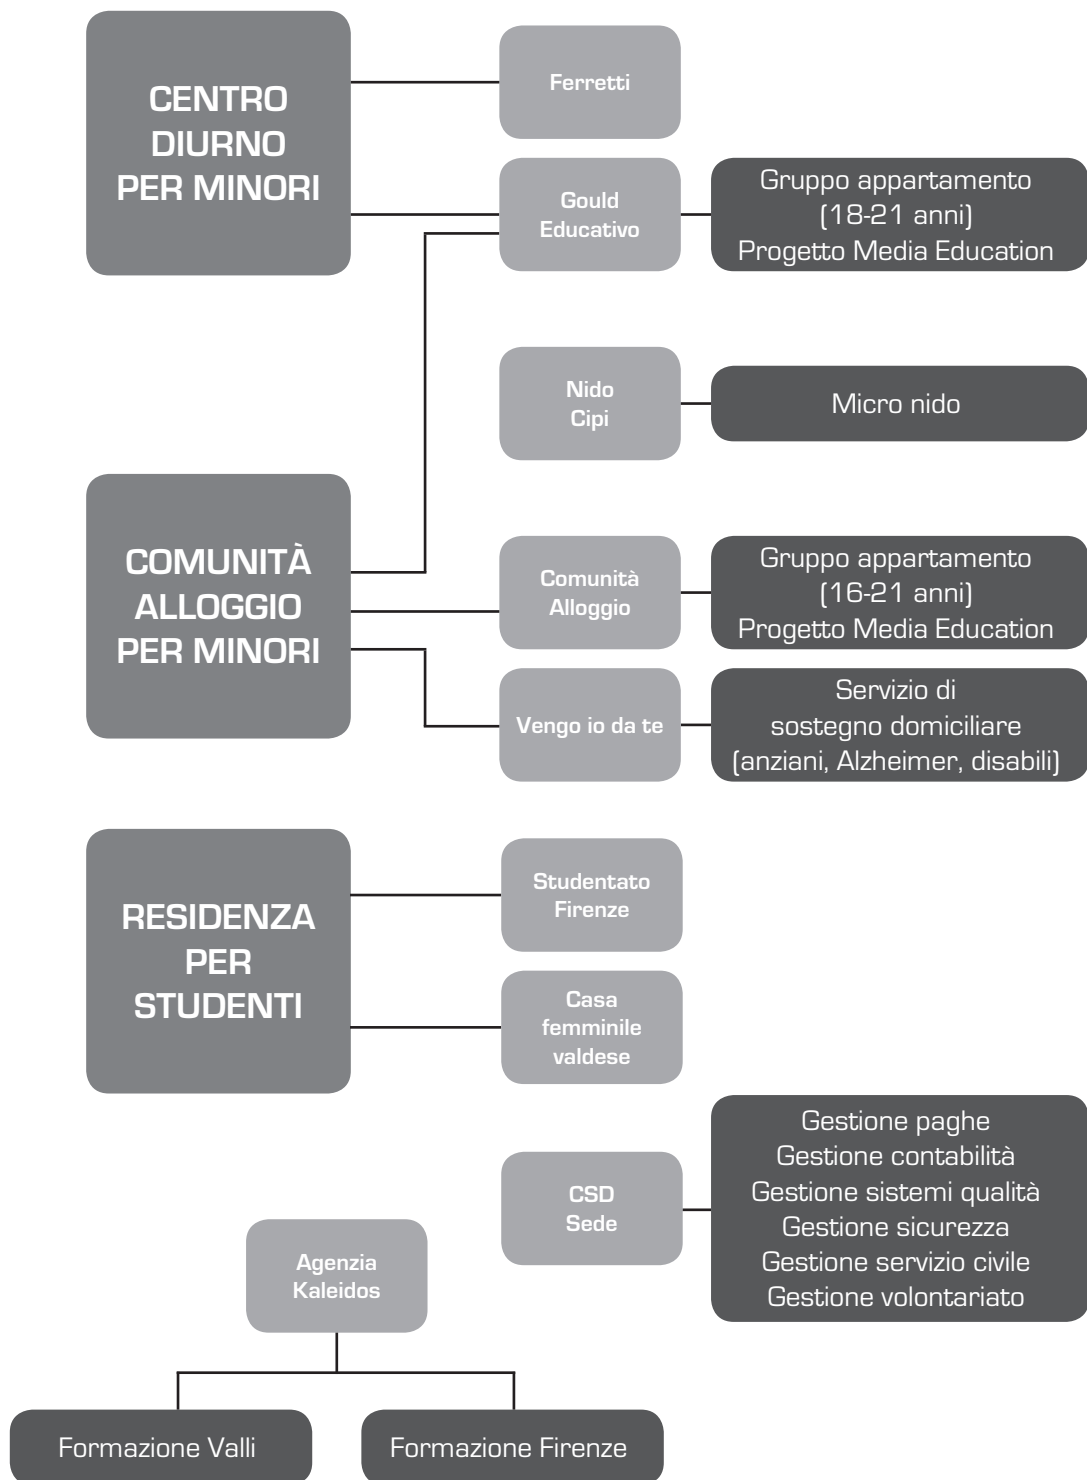 CENTRO
DIURNO
PER MINORI
Ferretti
Gould
Educativo
Gruppo appartamento
(18-21 anni)
Progetto Media Education
Nido
Cipi
Micro nido
COMUNITÀ
ALLOGGIO
PER MINORI
Comunità
Alloggio
Gruppo appartamento
(16-21 anni)
Progetto Media Education
Vengo io da te
Servizio di
sostegno domiciliare
(anziani, Alzheimer, disabili)
RESIDENZA
PER
STUDENTI
Studentato
Firenze
Casa
femminile
valdese
CSD
Sede
Gestione paghe
Gestione contabilità
Gestione sistemi qualità
Gestione sicurezza
Gestione servizio civile
Gestione volontariato
Agenzia
Kaleidos
Formazione Valli
Formazione Firenze